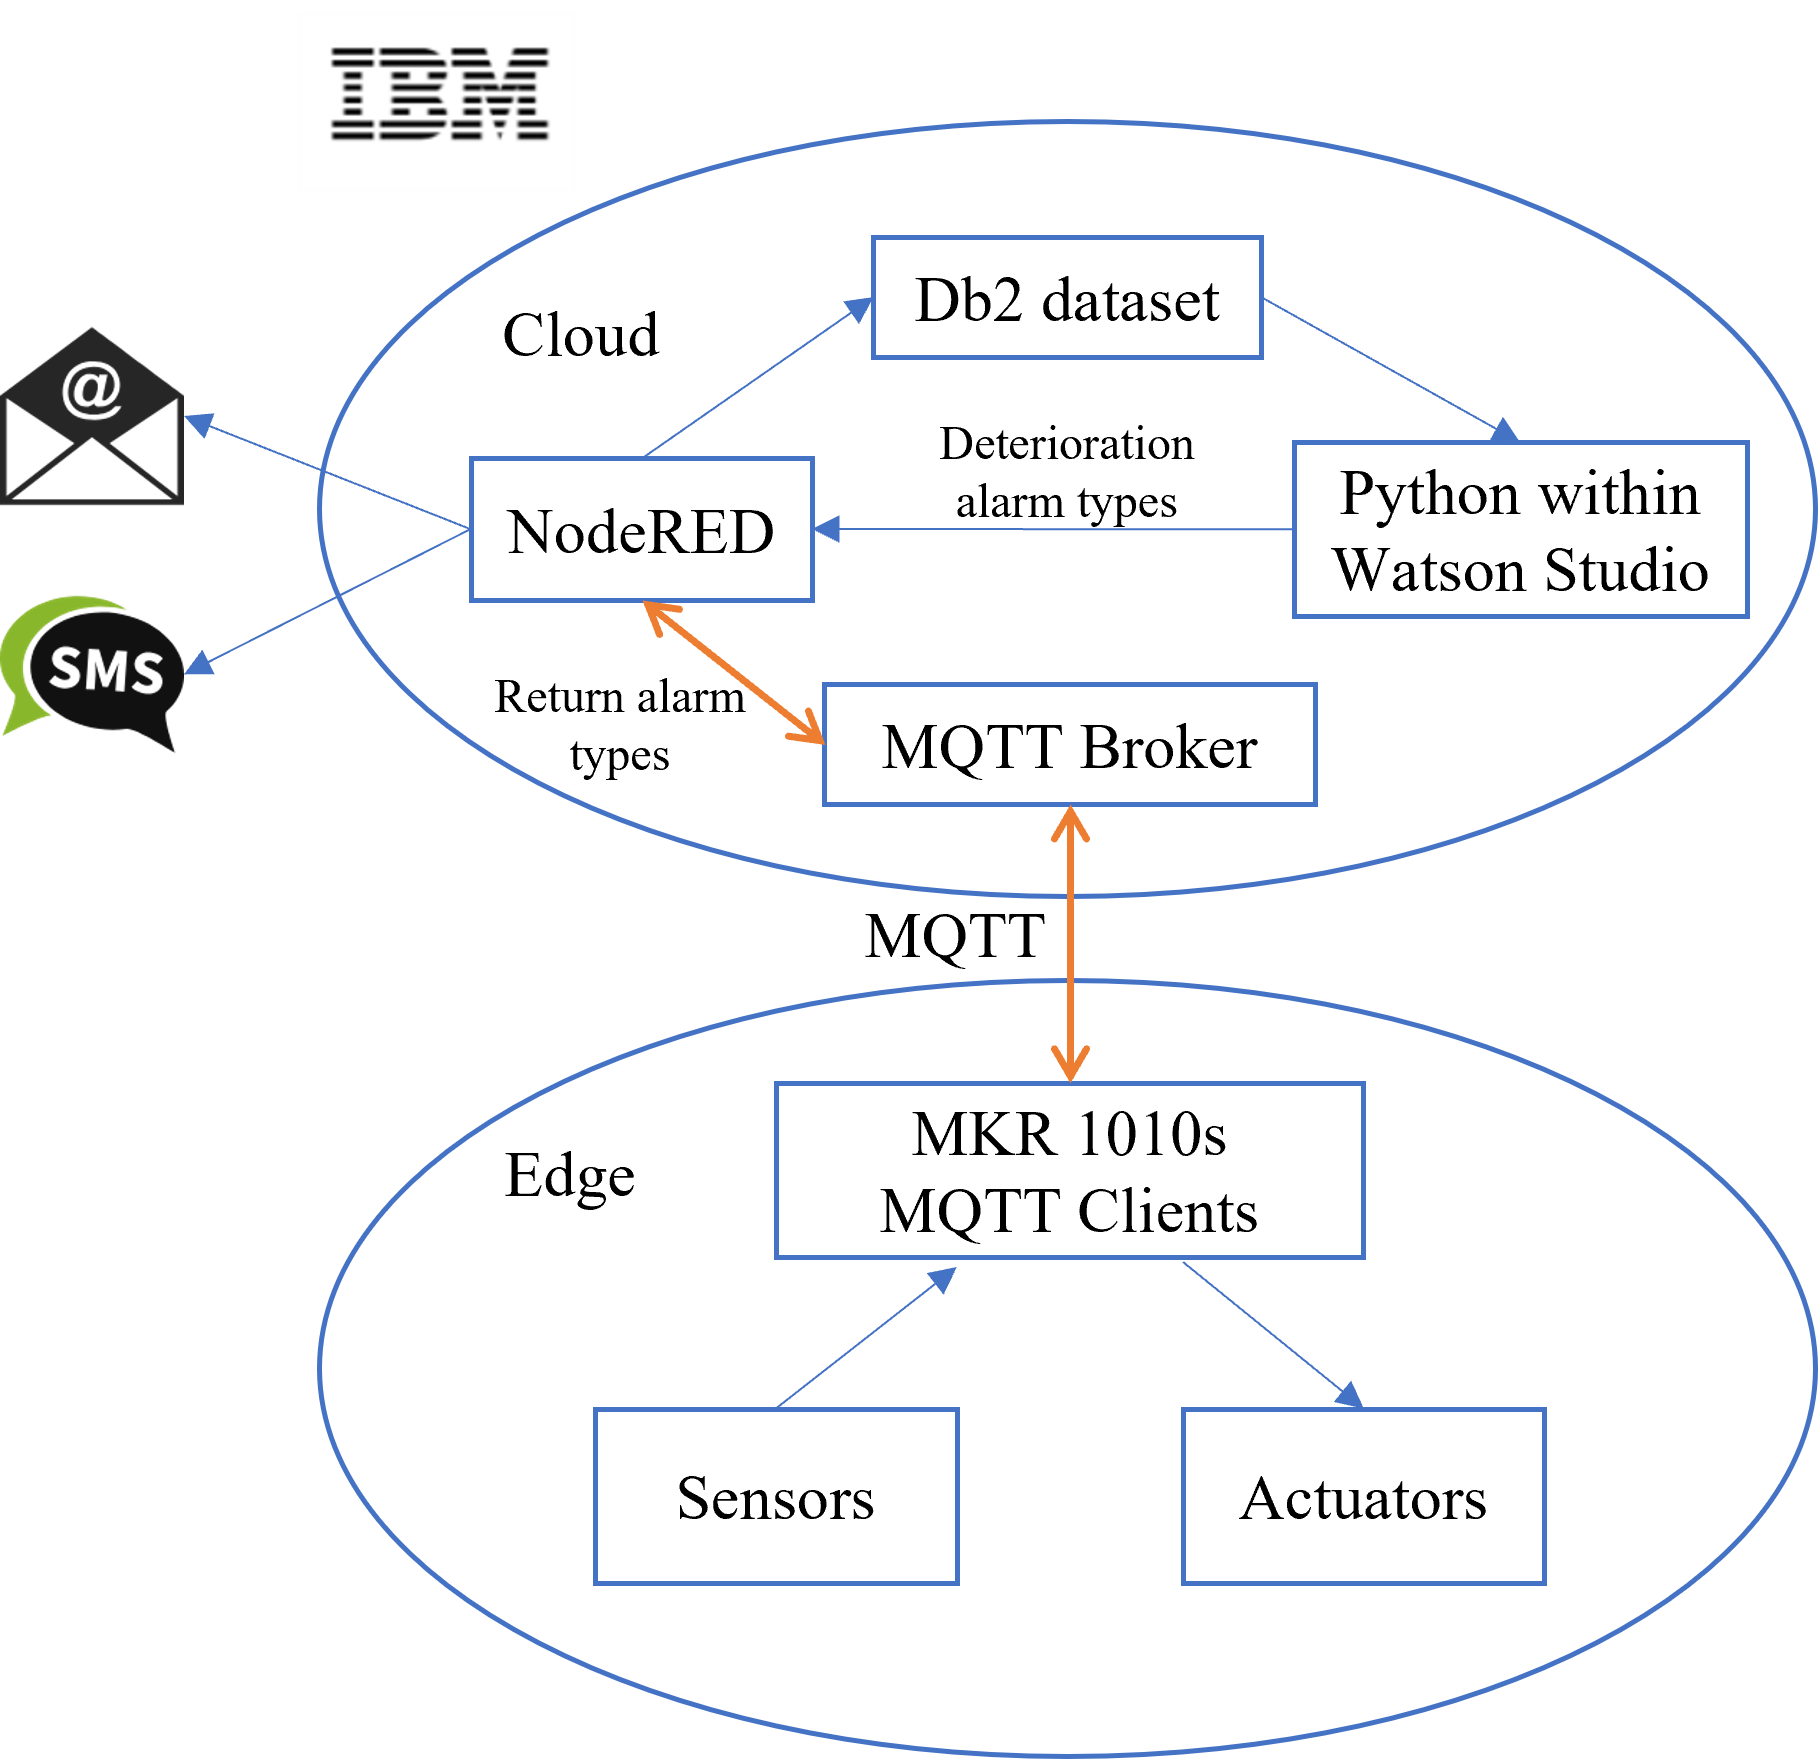 IBM
Cloud
Db2 dataset
@
Deterioration
alarm types
Python within
Watson Studio
NodeRED
SMS
Return alarm
types
MQTT Broker
MQTT
Edge
MKR 1010s
MQTT Clients
Sensors
Actuators